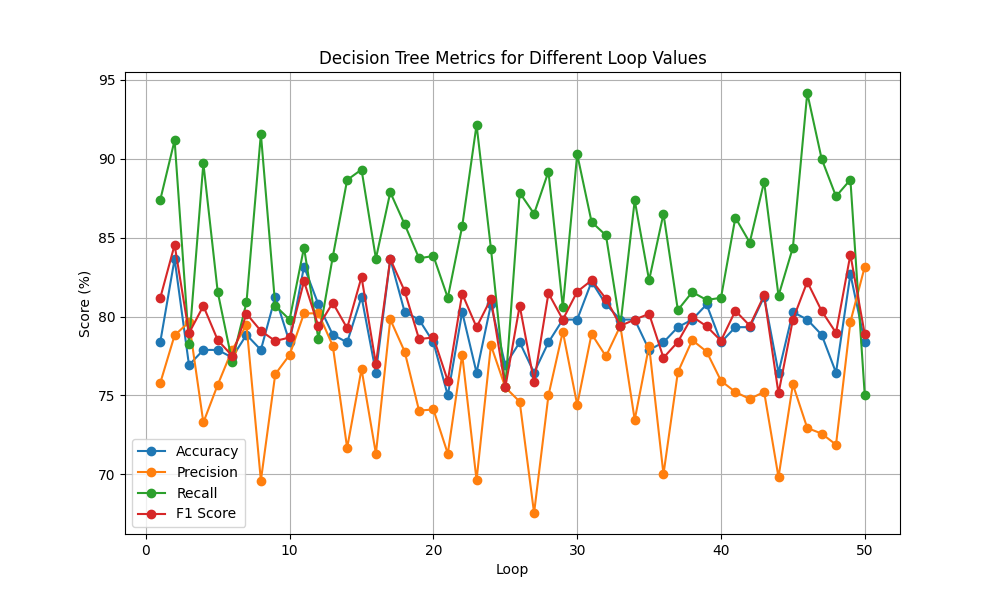 Decision Tree Metrics for Different Loop Values
Score (%)
95
90
85
80
75
70
Accuracy
Precision
Recall
F1 Score
0 10 20 30 40 50
Loop